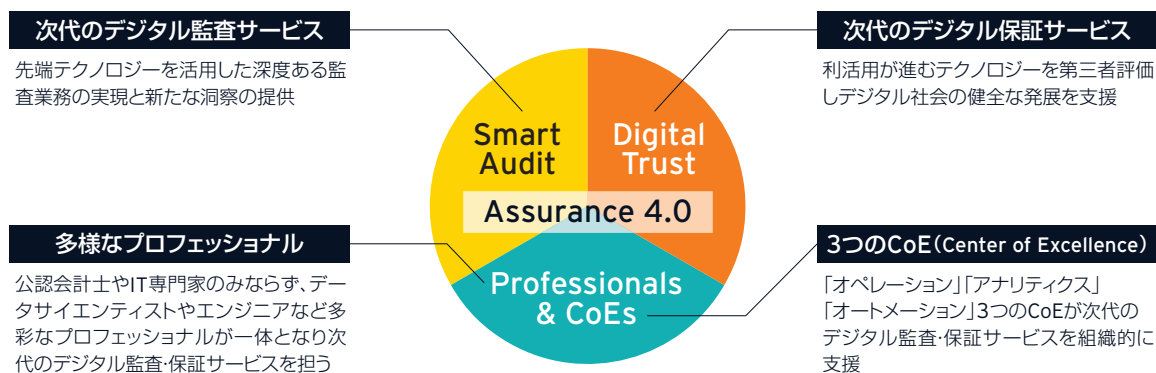 次代のデジタル監査サービス
先端テクノロジーを活用した深度ある監
査業務の実現と新たな洞察の提供
次代のデジタル保証サービス
利活用が進むテクノロジーを第三者評価
しデジタル社会の健全な発展を支援
Smart
Audit
Digital
Trust
Assurance 4.0
Professionals
& CoEs
多様なプロフェッショナル
公認会計士やIT専門家のみならず、デー
タサイエンティストやエンジニアなど多
彩なプロフェッショナルが一体となり次
代のデジタル監査・保証サービスを担う
3つのCoE(Center of Excellence)
「オペレーション」「アナリティクス」
「オートメーション」3つのCoEが次代の
デジタル監査・保証サービスを組織的に
支援